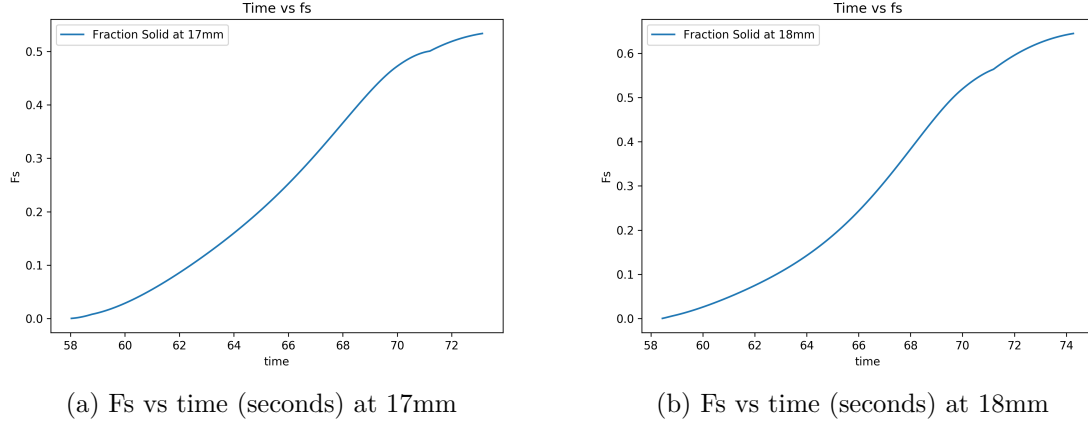 Time vs fs
Fraction Solid at 17mm
0.5
0.4
0.3
0.2
0.1
0.0
Fs
58 60 62 64 66 68 70 72
time
(a) Fs vs time (seconds) at 17mm
Time vs fs
Fraction Solid at 18mm
0.6
0.5
0.4
0.3
0.2
0.1
0.0
Fs
58 60 62 64 66 68 70 72 74
time
(b) Fs vs time (seconds) at 18mm